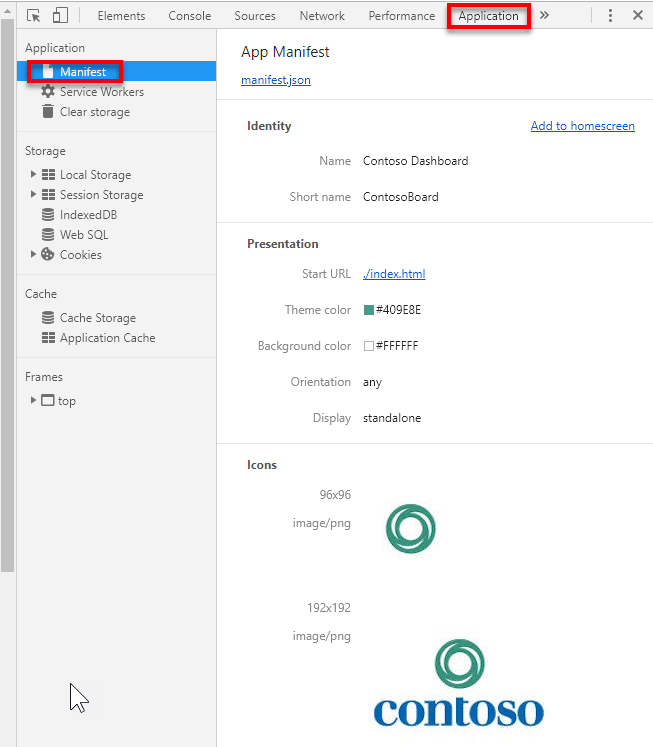 Elements Console Sources Network Performance Application »
Application
Manifest
Service Workers
Clear storage
Storage
Local Storage
Session Storage
IndexedDB
Web SQL
Cookies
Cache
Cache Storage
Application Cache
Frames
top
App Manifest
manifest.json
Identity Add to homescreen
Name Contoso Dashboard
Short name ContosoBoard
Presentation
Start URL ./index.html
Theme color #409E8E
Background color #FFFFFF
Orientation any
Display standalone
Icons
96x96
image/png
192x192
image/png
contoso